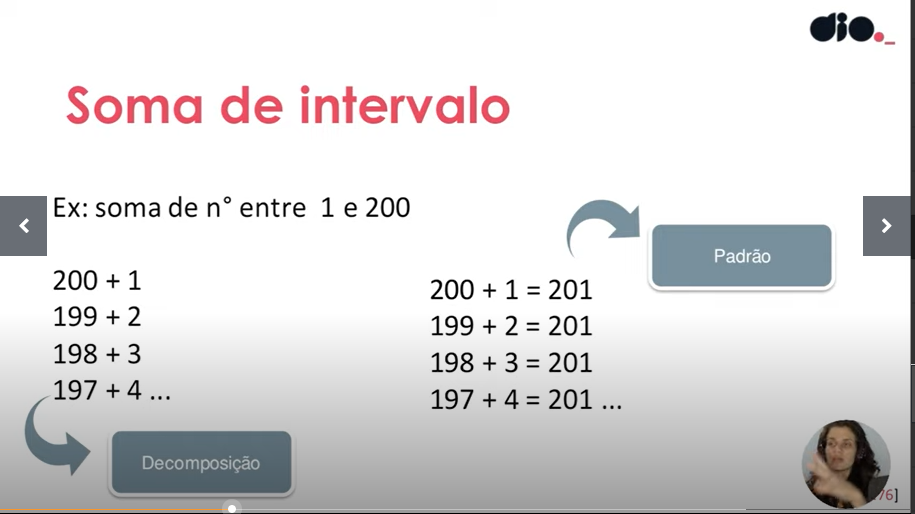 dio._
Soma de intervalo
Ex: soma de n° entre 1 e 200
200 + 1
199 + 2
198 + 3
197 + 4 ...
Decomposição
200 + 1 = 201
199 + 2 = 201
198 + 3 = 201
197 + 4 = 201 ...
Padrão
76]